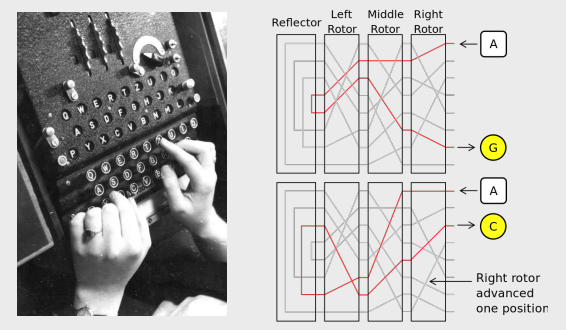 Q W E R T Z U
A S D F G
P Y X C V B N
Q W E R T
A S D
Reflector
Left
Rotor
Middle
Rotor
Right
Rotor
A
G
A
C
Right rotor
advanced
one position